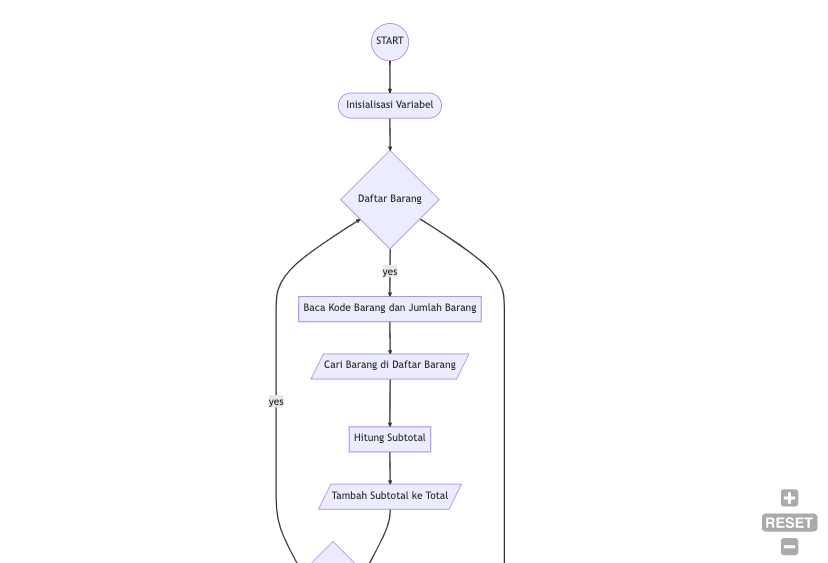 START
Inisialisasi Variabel
Daftar Barang
yes
Baca Kode Barang dan Jumlah Barang
Cari Barang di Daftar Barang
yes
Hitung Subtotal
Tambah Subtotal ke Total
RESET